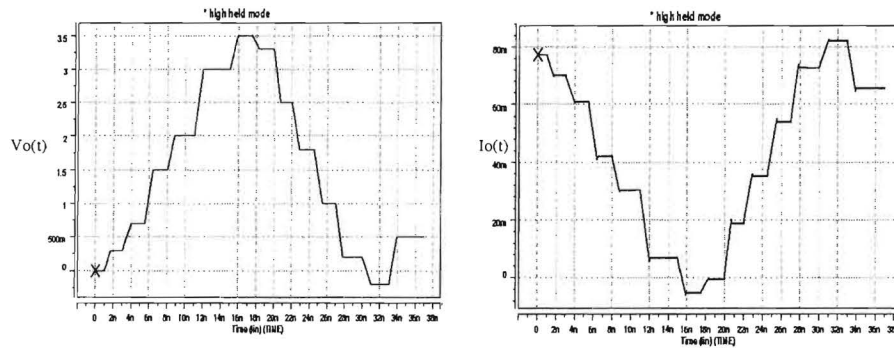 * high held mode
3.5
3
2.5
2
1.5
1
500m
0
Vo(t)
0 2n 4n 6n 8n 10n 12n 14n 16n 18n 20n 22n 24n 26n 28n 30n 32n 34n 36n 38n
Time (lin) (TIME)
* high held mode
80m
60m
40m
20m
0
Io(t)
0 2n 4n 6n 8n 10n 12n 14n 16n 18n 20n 22n 24n 26n 28n 30n 32n 34n 36n
Time (lin) (TIME)